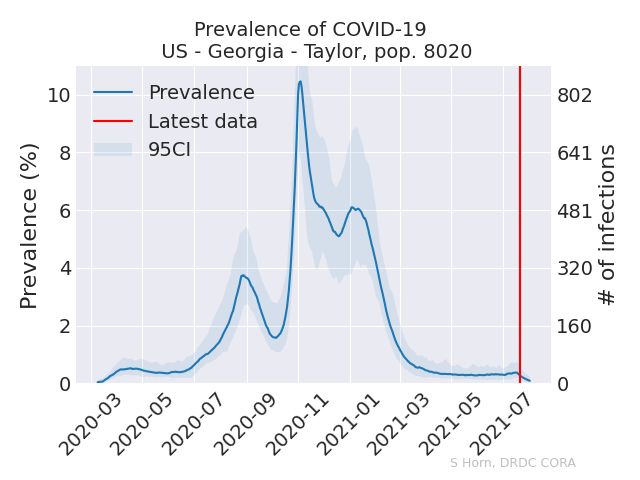 Prevalence of COVID-19
US - Georgia - Taylor, pop. 8020
Prevalence
Latest data
95CI
Prevalence (%)
10
8
6
4
2
0
802
641
481
320
160
0
# of infections
2020-03
2020-05
2020-07
2020-09
2020-11
2021-01
2021-03
2021-05
2021-07
S Horn, DRDC CORA